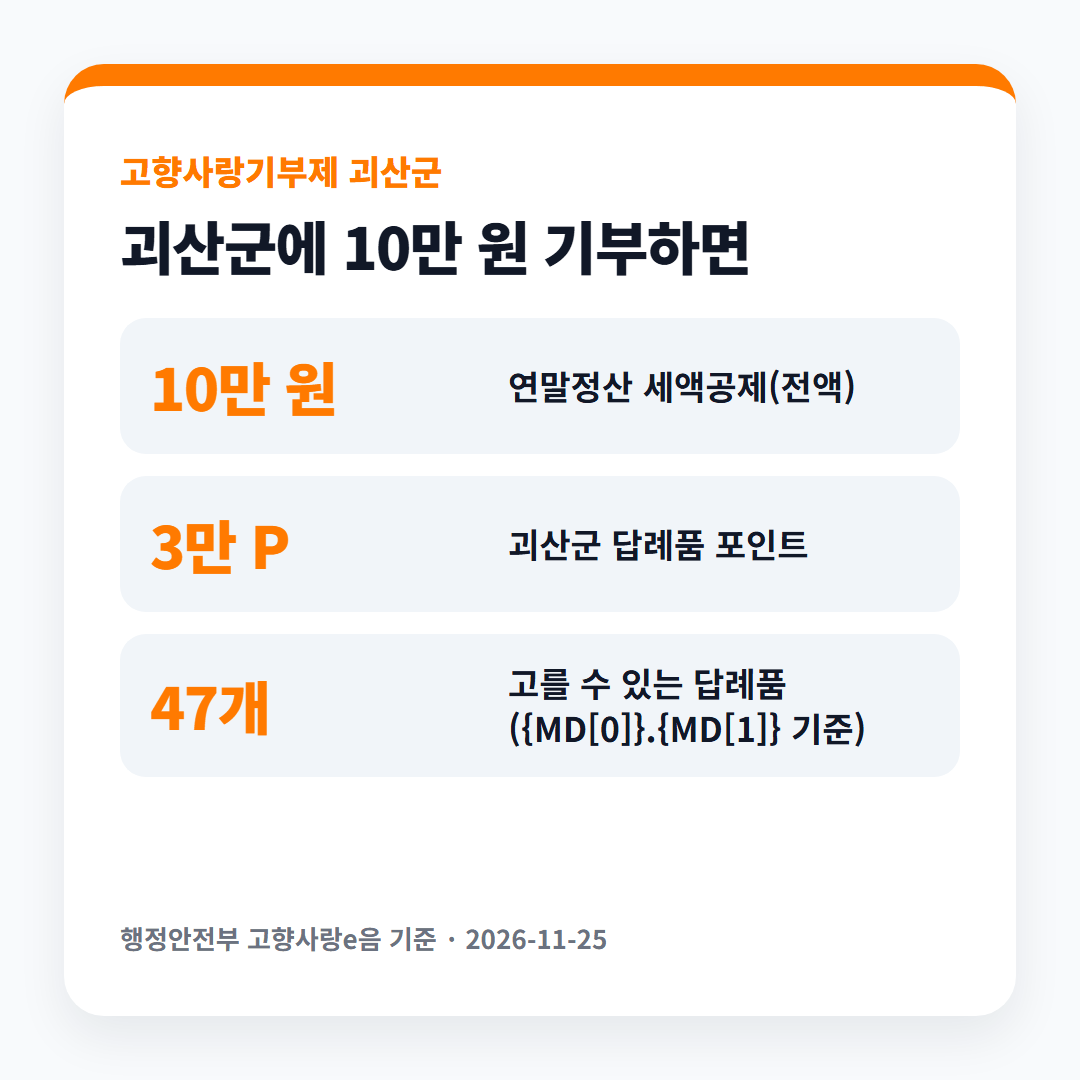 고향사랑기부제 괴산군
괴산군에 10만 원 기부하면
10만 원
연말정산 세액공제(전액)
3만 P
괴산군 답례품 포인트
47개
고를 수 있는 답례품
({MD[0]}.{MD[1]} 기준)
행정안전부 고향사랑e음 기준 · 2026-11-25